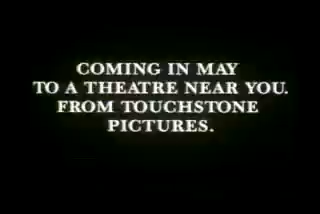 COMING IN MAY
TO A THEATRE NEAR YOU.
FROM TOUCHSTONE
PICTURES.